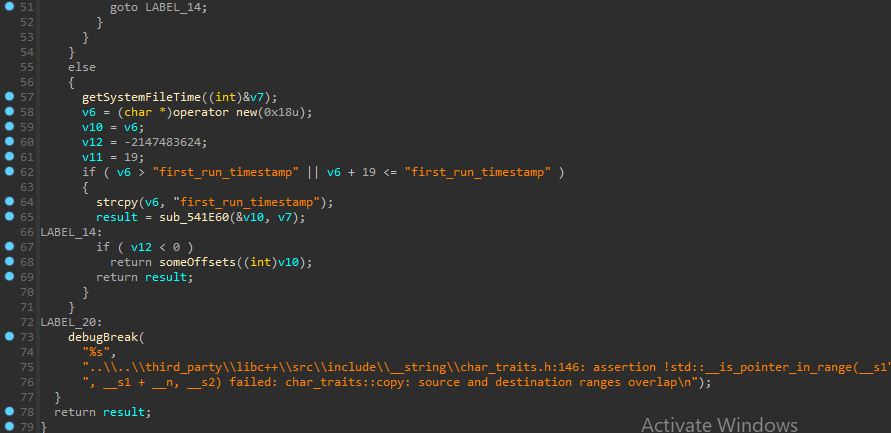 51 goto LABEL_14;
52 }
53 }
54 }
55 else
56 {
57 getSystemFileTime((int)&v7);
58 v6 = (char *)operator new(0x18u);
59 v10 = v6;
60 v12 = -2147483624;
61 v11 = 19;
62 if ( v6 > "first_run_timestamp" || v6 + 19 <= "first_run_timestamp" )
63 {
64 strcpy(v6, "first_run_timestamp");
65 result = sub_541E60(&v10, v7);
66 LABEL_14:
67 if ( v12 < 0 )
68 return someOffsets((int)v10);
69 return result;
70 }
71 }
72 LABEL_20:
73 debugBreak(
74 "%s",
75 "..\\..\\third_party\\libc++\\src\\include\\__string\\char_traits.h:146: assertion !std::__is_pointer_in_range(__s1"
76 ", __s1 + __n, __s2) failed: char_traits::copy: source and destination ranges overlap\n");
77 }
78 return result;
79 }
Activate Windows